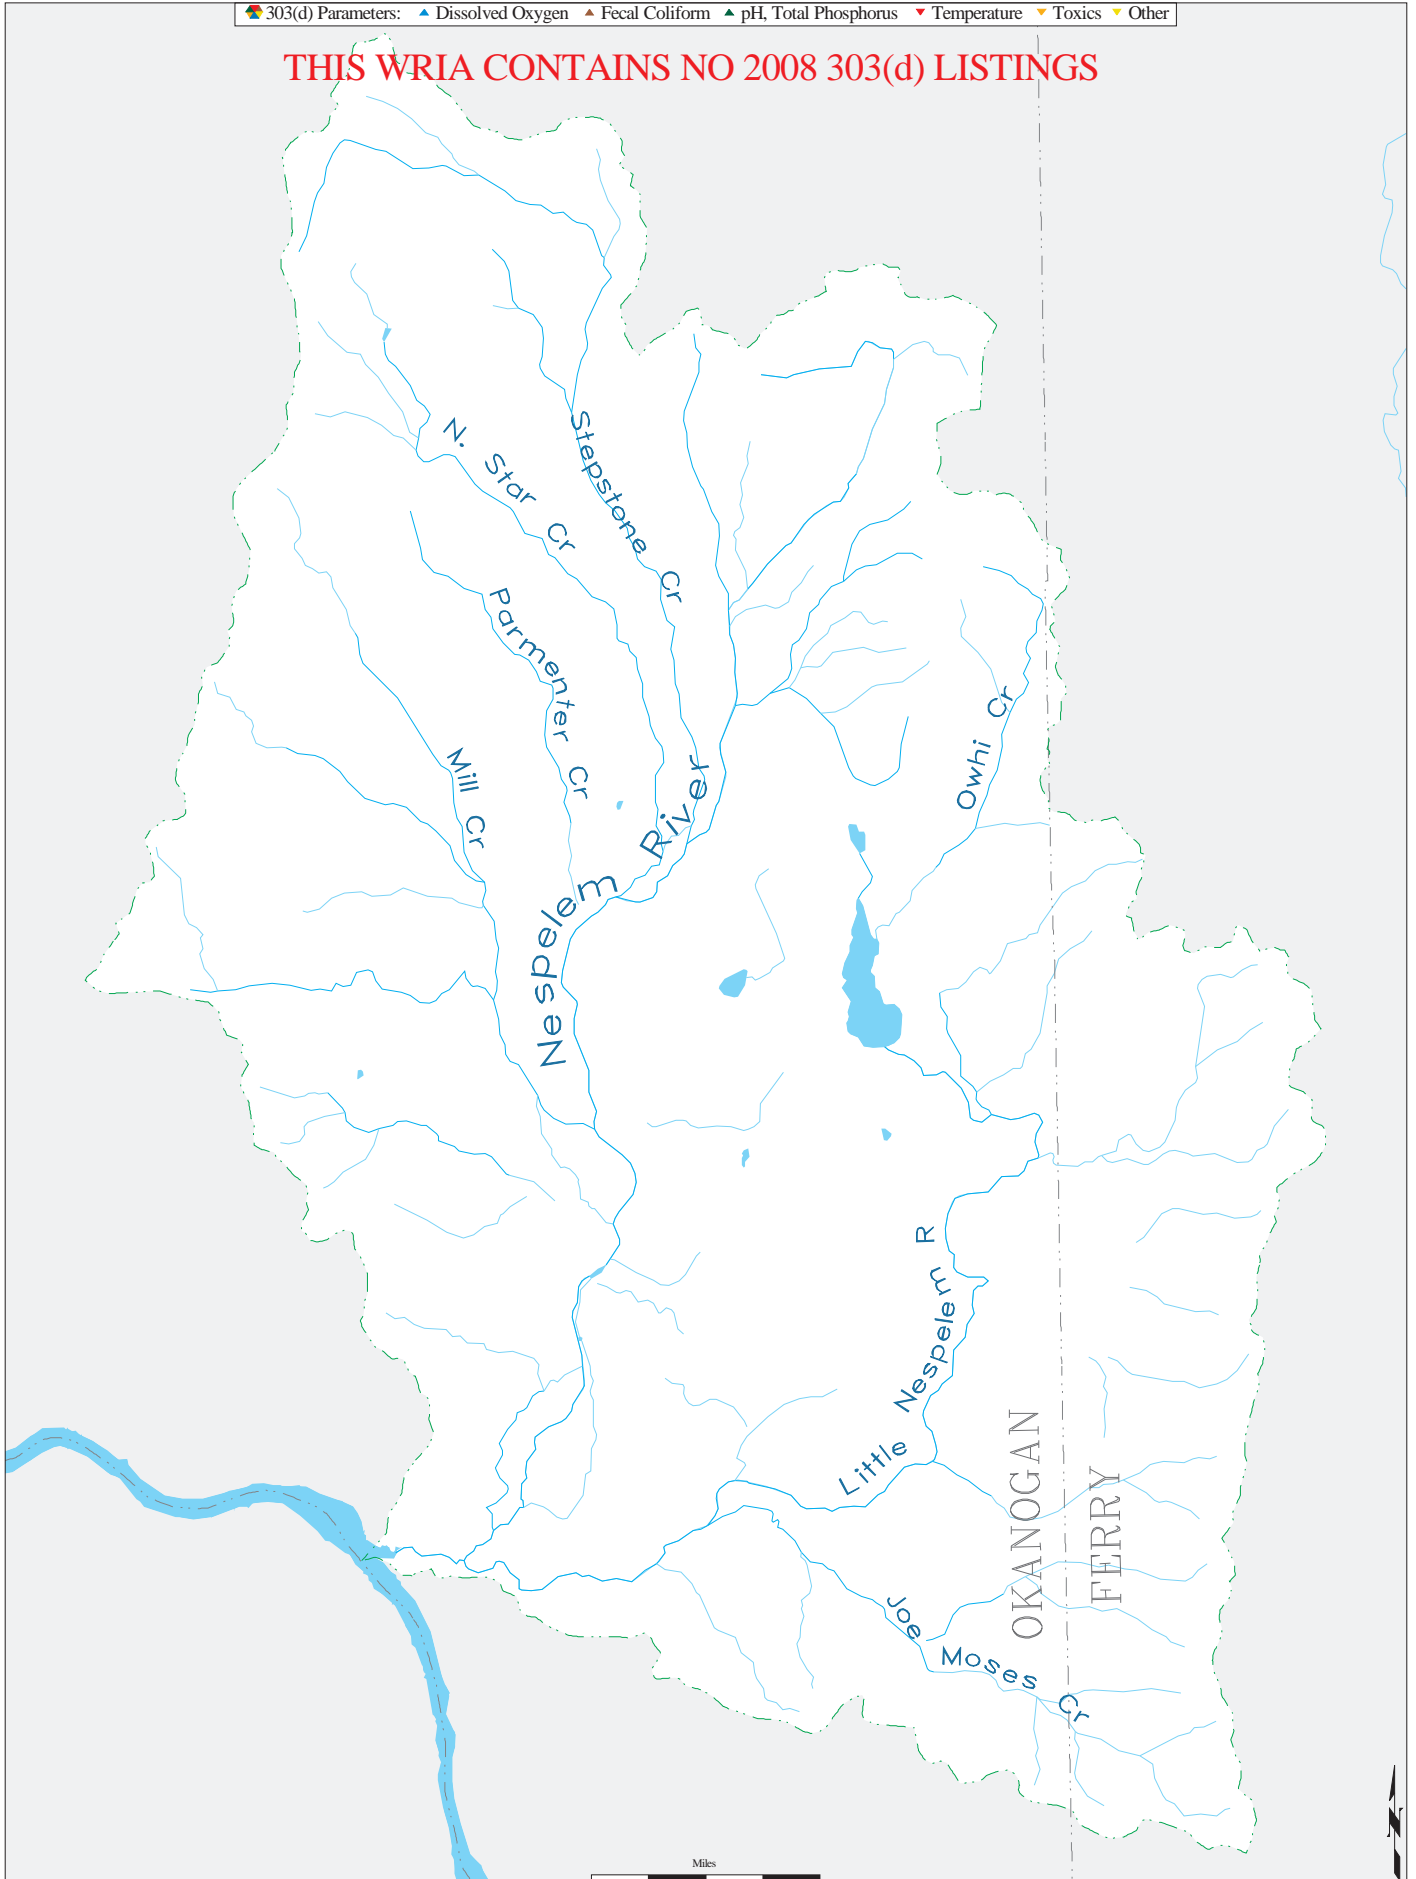 303(d) Parameters: Dissolved Oxygen Fecal Coliform pH, Total Phosphorus Temperature Toxics Other
THIS WRIA CONTAINS NO 2008 303(d) LISTINGS
N. Star Cr
Stepstone Cr
Parmenter Cr
Owhi Cr
Mill Cr
Nespelem River
Little Nespelem R
OKANOGAN
FERRY
Joe Moses Cr
N
Miles